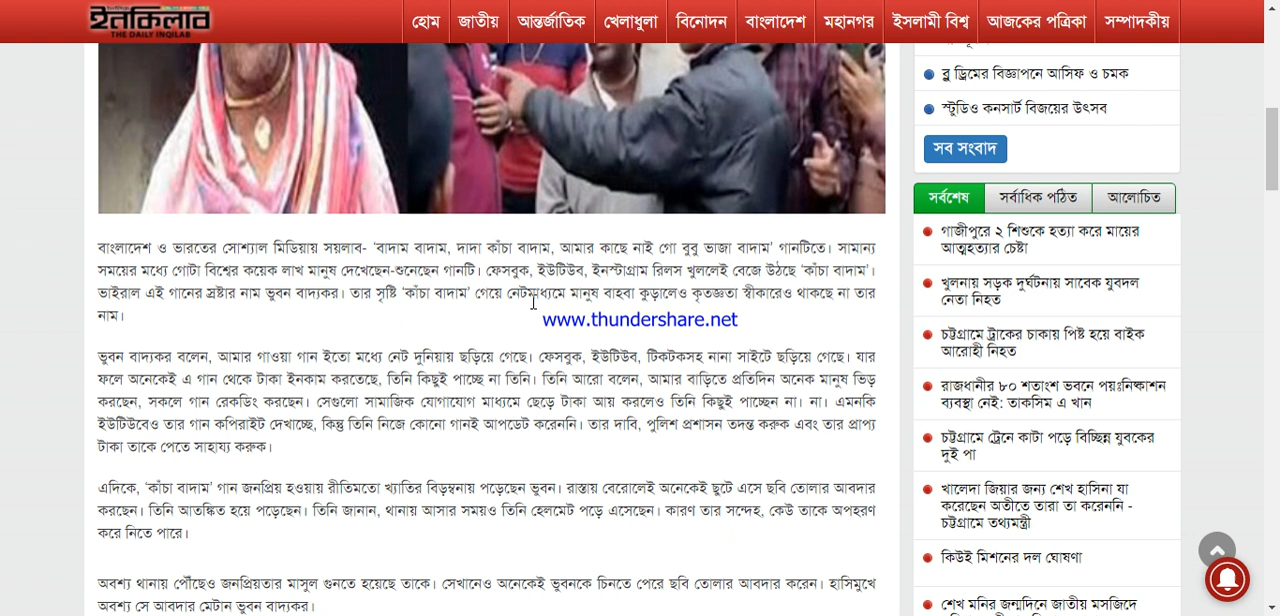 ইনকিলাব
THE DAILY INQILAB
হোম জাতীয় আন্তর্জাতিক খেলাধুলা বিনোদন বাংলাদেশ মহানগর ইসলামী বিশ্ব আজকের পত্রিকা সম্পাদকীয়
বাংলাদেশ ও ভারতের সোশ্যাল মিডিয়ায় সয়লাব- ‘বাদাম বাদাম, দাদা কাঁচা বাদাম, আমার কাছে নাই গো বুবু ভাজা বাদাম’ গানটিতে। সামান্য
সময়ের মধ্যে গোটা বিশ্বের কয়েক লাখ মানুষ দেখেছেন-শুনেছেন গানটি। ফেসবুক, ইউটিউব, ইনস্টাগ্রাম রিলস খুললেই বেজে উঠছে ‘কাঁচা বাদাম’।
ভাইরাল এই গানের স্রষ্টার নাম ভুবন বাদ্যকর। তার সৃষ্টি ‘কাঁচা বাদাম’ গেয়ে নেটমাধ্যমে মানুষ বাহবা কুড়ালেও কৃতজ্ঞতা স্বীকারেও থাকছে না তার
নাম।
www.thundershare.net
ভুবন বাদ্যকর বলেন, আমার গাওয়া গান ইতো মধ্যে নেট দুনিয়ায় ছড়িয়ে গেছে। ফেসবুক, ইউটিউব, টিকটকসহ নানা সাইটে ছড়িয়ে গেছে। যার
ফলে অনেকেই এ গান থেকে টাকা ইনকাম করতেছে, তিনি কিছুই পাচ্ছে না তিনি। তিনি আরো বলেন, আমার বাড়িতে প্রতিদিন অনেক মানুষ ভিড়
করছেন, সকলে গান রেকডিং করছেন। সেগুলো সামাজিক যোগাযোগ মাধ্যমে ছেড়ে টাকা আয় করলেও তিনি কিছুই পাচ্ছেন না। না। এমনকি
ইউটিউবেও তার গান কপিরাইট দেখাচ্ছে, কিন্তু তিনি নিজে কোনো গানই আপডেট করেননি। তার দাবি, পুলিশ প্রশাসন তদন্ত করুক এবং তার প্রাপ্য
টাকা তাকে পেতে সাহায্য করুক।
এদিকে, ‘কাঁচা বাদাম’ গান জনপ্রিয় হওয়ায় রীতিমতো খ্যাতির বিড়ম্বনায় পড়েছেন ভুবন। রাস্তায় বেরোলেই অনেকেই ছুটে এসে ছবি তোলার আবদার
করছেন। তিনি আতঙ্কিত হয়ে পড়েছেন। তিনি জানান, থানায় আসার সময়ও তিনি হেলমেট পড়ে এসেছেন। কারণ তার সন্দেহ, কেউ তাকে অপহরণ
করে নিতে পারে।
অবশ্য থানায় পৌঁছেও জনপ্রিয়তার মাসুল গুনতে হয়েছে তাকে। সেখানেও অনেকেই ভুবনকে চিনতে পেরে ছবি তোলার আবদার করেন। হাসিমুখে
অবশ্য সে আবদার মেটান ভুবন বাদ্যকর।
ব্লু ড্রিমের বিজ্ঞাপনে আসিফ ও চমক
স্টুডিও কনসার্ট বিজয়ের উৎসব
সব সংবাদ
সর্বশেষ সর্বাধিক পঠিত আলোচিত
গাজীপুরে ২ শিশুকে হত্যা করে মায়ের
আত্মহত্যার চেষ্টা
খুলনায় সড়ক দুর্ঘটনায় সাবেক যুবদল
নেতা নিহত
চট্টগ্রামে ট্রাকের চাকায় পিষ্ট হয়ে বাইক
আরোহী নিহত
রাজধানীর ৮০ শতাংশ ভবনে পয়ঃনিষ্কাশন
ব্যবস্থা নেই: তাকসিম এ খান
চট্টগ্রামে ট্রেনে কাটা পড়ে বিচ্ছিন্ন যুবকের
দুই পা
খালেদা জিয়ার জন্য শেখ হাসিনা যা
করেছেন অতীতে তারা তা করেননি -
চট্টগ্রামে তথ্যমন্ত্রী
কিউই মিশনের দল ঘোষণা
শেখ মনির জন্মদিনে জাতীয় মসজিদে